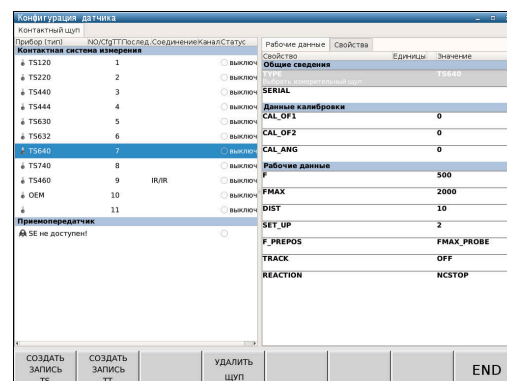 Конфигурация датчика
Контактный щуп
Прибор (тип) NO/CfgTTПослед.СоединениеКаналСтатус
Контактная система измерения
TS120 1 выключ
TS220 2 выключ
TS440 3 выключ
TS444 4 выключ
TS630 5 выключ
TS632 6 выключ
TS640 7 выключ
TS740 8 выключ
TS460 9 IR/IR выключ
OEM 10 выключ
11 выключ
Приемопередатчик
SE не доступен!
Рабочие данные Свойства
Свойство Единицы Значение
Общие сведения
TYPE TS640
Выбрать измерительный щуп
SERIAL
Данные калибровки
CAL_OF1 0
CAL_OF2 0
CAL_ANG 0
Рабочие данные
F 500
FMAX 2000
DIST 10
SET_UP 2
F_PREPOS FMAX_PROBE
TRACK OFF
REACTION NCSTOP
СОЗДАТЬ ЗАПИСЬ TS
СОЗДАТЬ ЗАПИСЬ TT
УДАЛИТЬ ЩУП
END